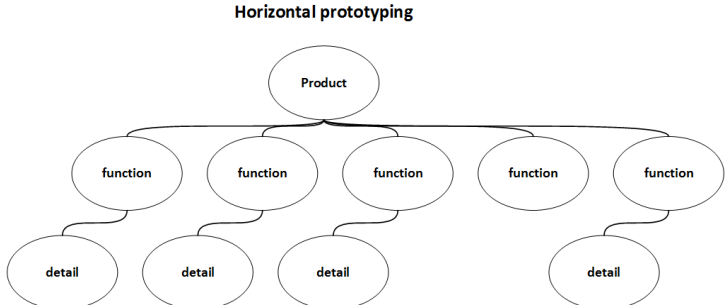 Horizontal prototyping
Product
function function function function function
detail detail detail detail